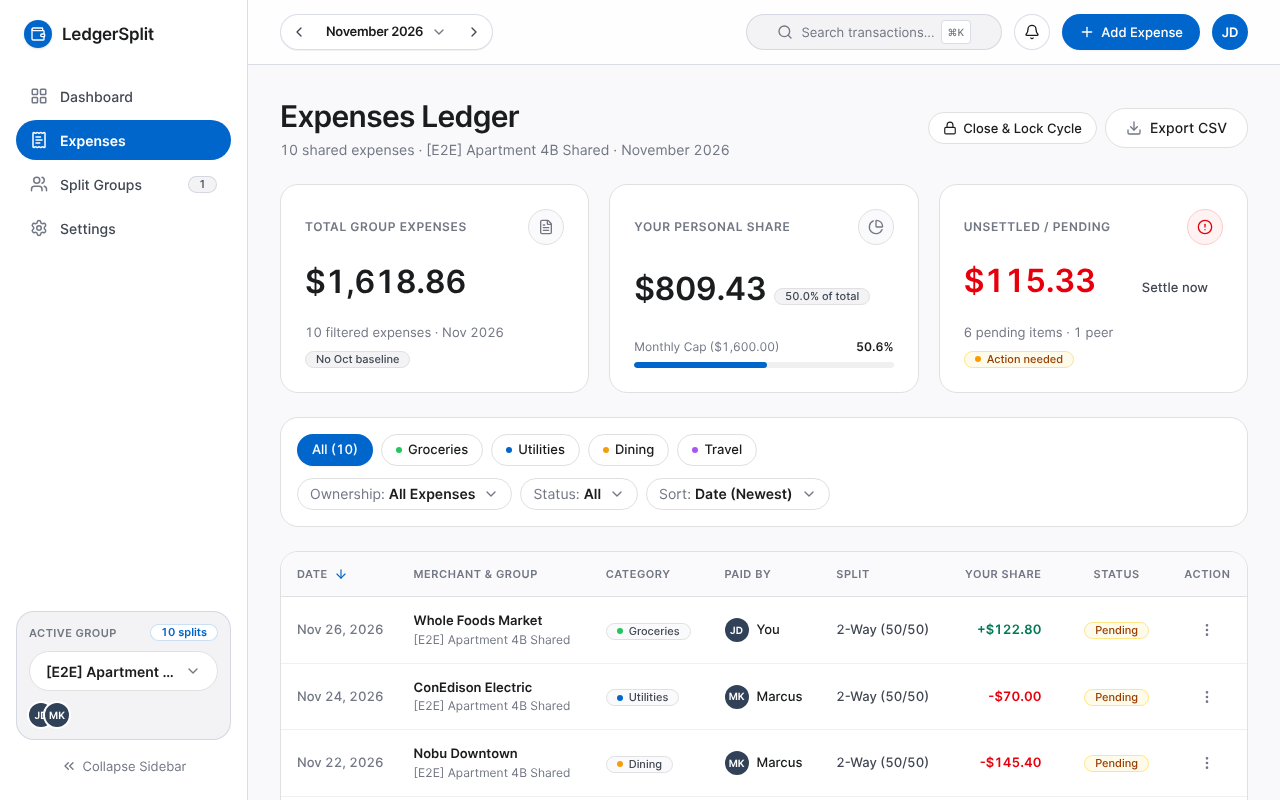 LedgerSplit
Dashboard
Expenses
Split Groups 1
Settings
ACTIVE GROUP 10 splits
[E2E] Apartment ...
JD MK
Collapse Sidebar
November 2026
Search transactions... ⌘K
Add Expense
JD
Expenses Ledger
10 shared expenses · [E2E] Apartment 4B Shared · November 2026
Close & Lock Cycle
Export CSV
TOTAL GROUP EXPENSES
$1,618.86
10 filtered expenses · Nov 2026
No Oct baseline
YOUR PERSONAL SHARE
$809.43 50.0% of total
Monthly Cap ($1,600.00) 50.6%
UNSETTLED / PENDING
$115.33 Settle now
6 pending items · 1 peer
Action needed
All (10) Groceries Utilities Dining Travel
Ownership: All Expenses Status: All Sort: Date (Newest)
DATE MERCHANT & GROUP CATEGORY PAID BY SPLIT YOUR SHARE STATUS ACTION
Nov 26, 2026 Whole Foods Market Groceries JD You 2-Way (50/50) +$122.80 Pending
[E2E] Apartment 4B Shared
Nov 24, 2026 ConEdison Electric Utilities MK Marcus 2-Way (50/50) -$70.00 Pending
[E2E] Apartment 4B Shared
Nov 22, 2026 Nobu Downtown Dining MK Marcus 2-Way (50/50) -$145.40 Pending
[E2E] Apartment 4B Shared